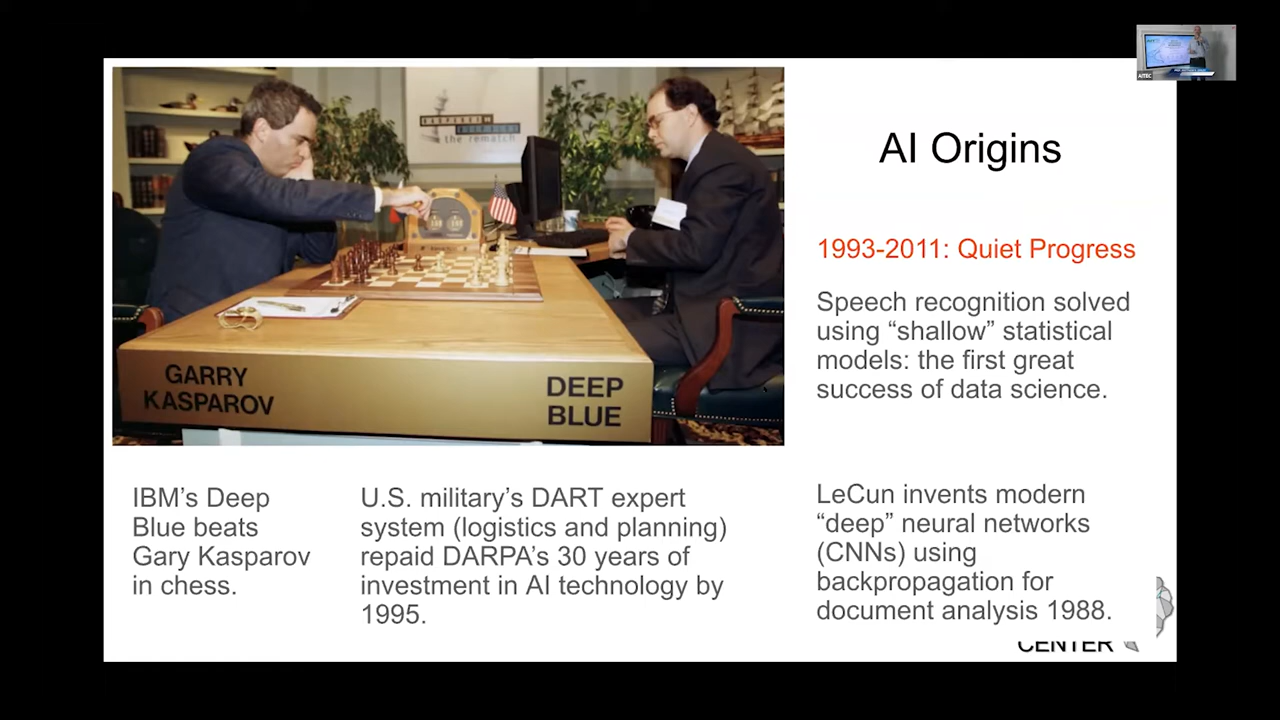 AI Origins
1993-2011: Quiet Progress
Speech recognition solved
using “shallow” statistical
models: the first great
success of data science.
the rematch
GARRY
KASPAROV
DEEP
BLUE
IBM’s Deep
Blue beats
Gary Kasparov
in chess.
U.S. military’s DART expert
system (logistics and planning)
repaid DARPA’s 30 years of
investment in AI technology by
1995.
LeCun invents modern
“deep” neural networks
(CNNs) using
backpropagation for
document analysis 1988.
CENTER
AITEC